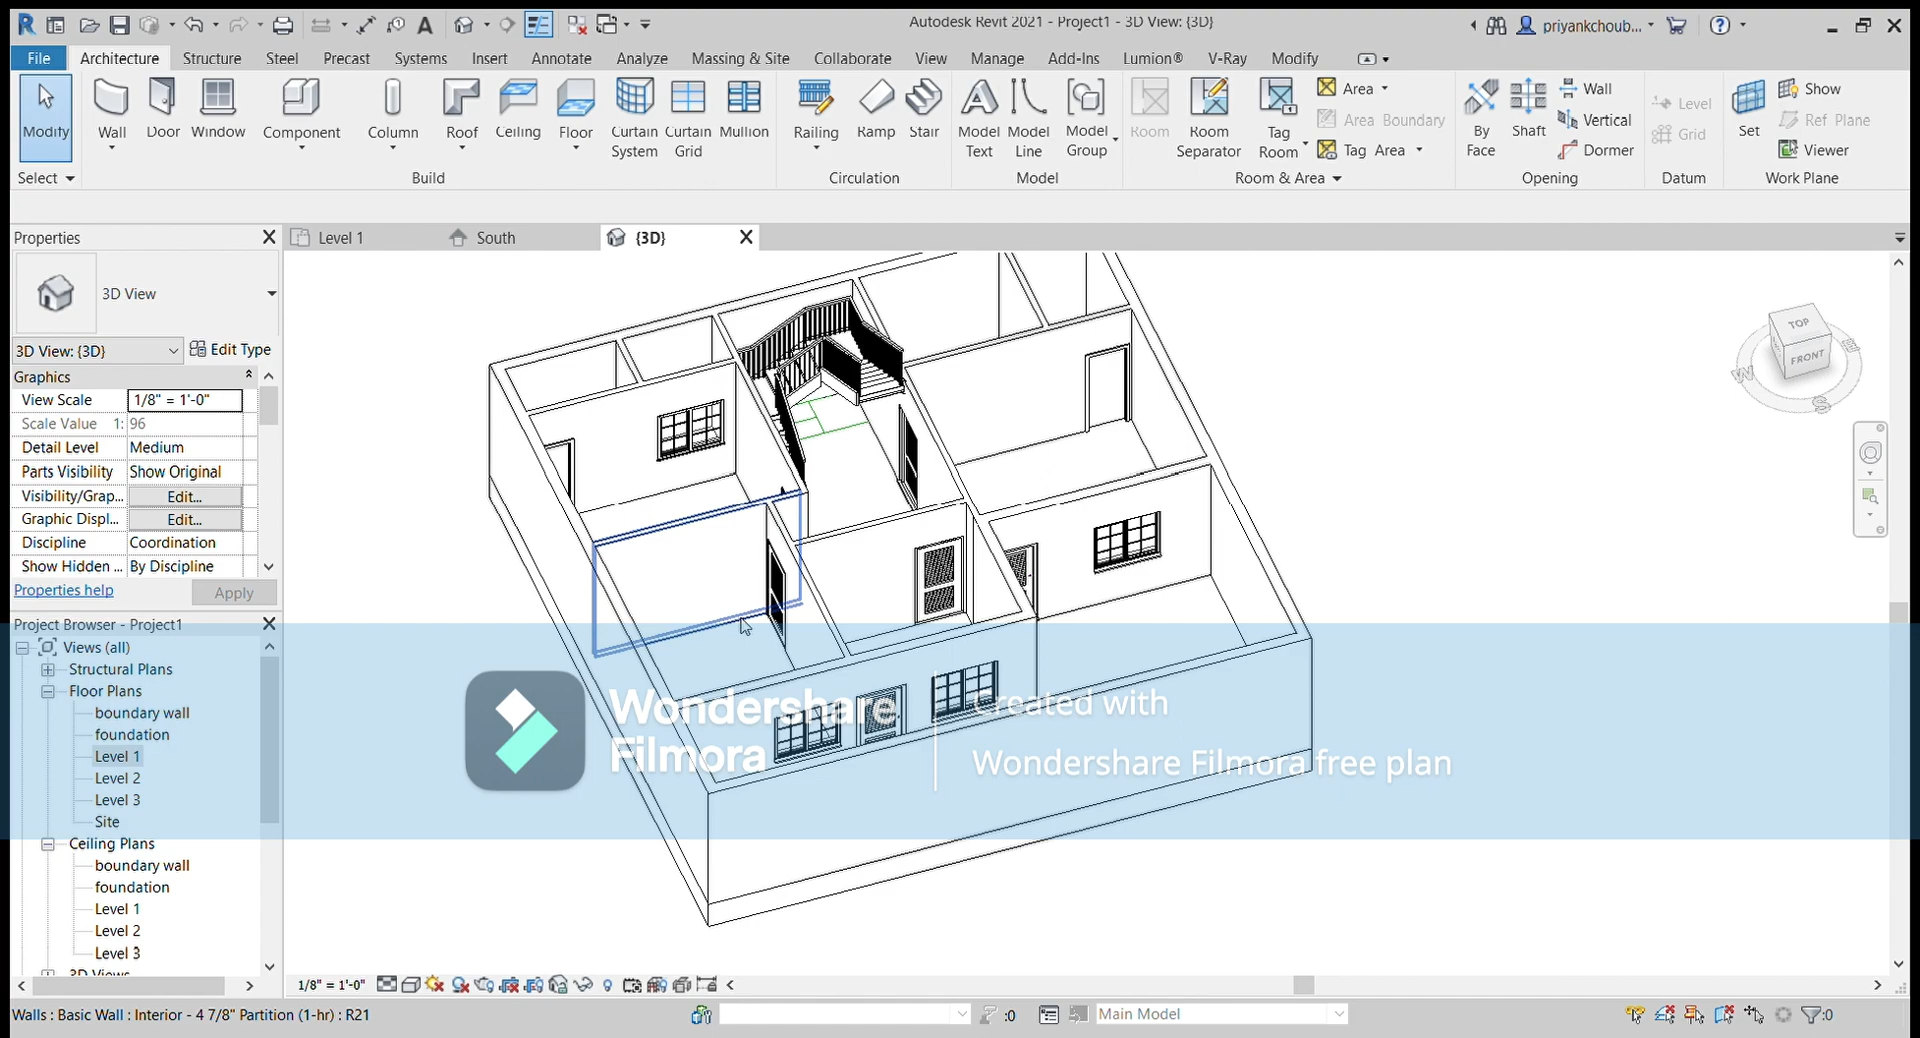 Autodesk Revit 2021 - Project1 - 3D View: {3D}
priyankchoub...
File Architecture Structure Steel Precast Systems Insert Annotate Analyze Massing & Site Collaborate View Manage Add-Ins Lumion® V-Ray Modify
Modify Wall Door Window Component Column Roof Ceiling Floor Curtain System Curtain Grid Mullion Railing Ramp Stair Model Text Model Line Model Group Room Room Separator Tag Room
Area
Area Boundary
Tag Area
By Face Shaft
Wall
Vertical
Dormer
Level
Grid
Set
Show
Ref Plane
Viewer
Select Build Circulation Model Room & Area Opening Datum Work Plane
Properties
Level 1 South {3D}
3D View
3D View: {3D} Edit Type
Graphics
View Scale 1/8" = 1'-0"
Scale Value 1: 96
Detail Level Medium
Parts Visibility Show Original
Visibility/Grap... Edit...
Graphic Displ... Edit...
Discipline Coordination
Show Hidden ... By Discipline
Properties help Apply
TOP
FRONT
W
S
E
Project Browser - Project1
Views (all)
Structural Plans
Floor Plans
boundary wall
foundation
Level 1
Level 2
Level 3
Site
Ceiling Plans
boundary wall
foundation
Level 1
Level 2
Level 3
3D Views
Wondershare
Filmora
Created with
Wondershare Filmora free plan
1/8" = 1'-0"
Walls : Basic Wall : Interior - 4 7/8" Partition (1-hr) : R21
:0
Main Model
:0